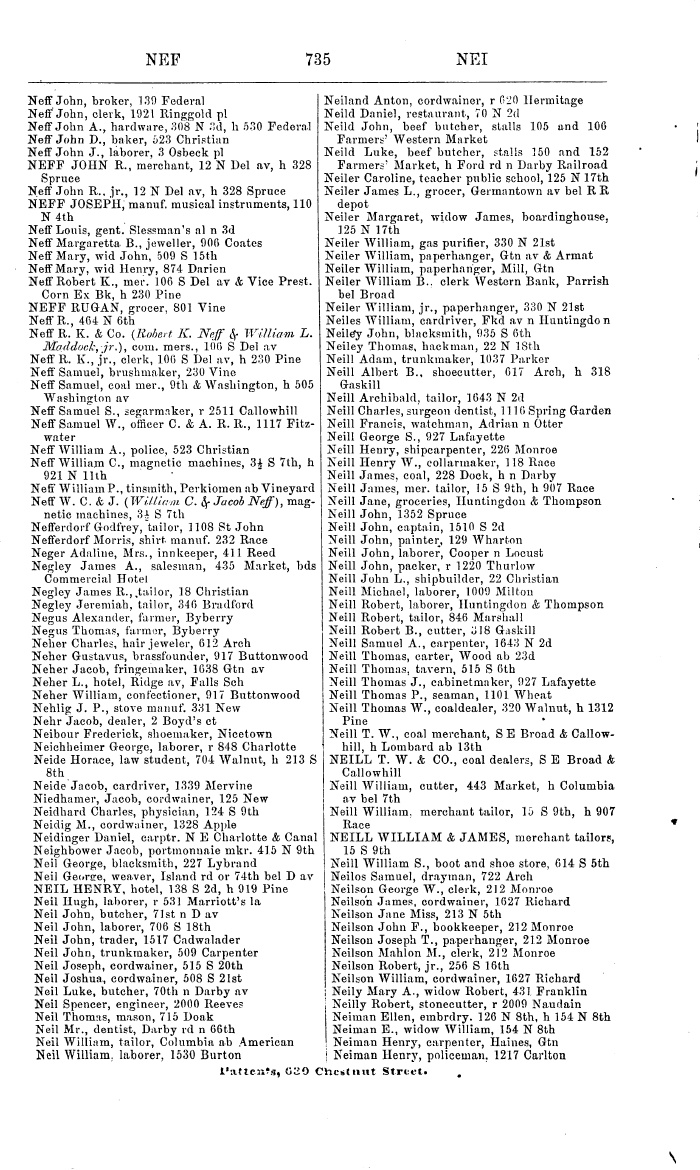 NEF 735 NEI
Neff John, broker, 139 Federal
Neff John, clerk, 1921 Ringgold pl
Neff John A., hardware, 308 N 3d, h 530 Federal
Neff John D., baker, 523 Christian
Neff John J., laborer, 3 Osbeck pl
NEFF JOHN R., merchant, 12 N Del av, h 328
Spruce
Neff John R., jr., 12 N Del av, h 328 Spruce
NEFF JOSEPH, manuf. musical instruments, 110
N 4th
Neff Louis, gent. Slessman's al n 3d
Neff Margaretta B., jeweller, 906 Coates
Neff Mary, wid John, 509 S 15th
Neff Mary, wid Henry, 874 Darien
Neff Robert K., mer. 106 S Del av & Vice Prest.
Corn Ex Bk, h 230 Pine
NEFF RUGAN, grocer, 801 Vine
Neff R., 464 N 6th
Neff R. K. & Co. (Robert K. Neff & William L.
Maddock, jr.), com. mers., 106 S Del av
Neff R. K., jr., clerk, 106 S Del av, h 230 Pine
Neff Samuel, brushmaker, 230 Vine
Neff Samuel, coal mer., 9th & Washington, h 505
Washington av
Neff Samuel S., segarmaker, r 2511 Callowhill
Neff Samuel W., officer C. & A. R. R., 1117 Fitz-
water
Neff William A., police, 523 Christian
Neff William C., magnetic machines, 3½ S 7th, h
921 N 11th
Neff William P., tinsmith, Perkiomen ab Vineyard
Neff W. C. & J. (William C. & Jacob Neff), mag-
netic machines, 3½ S 7th
Nefferdorf Godfrey, tailor, 1108 St John
Nefferdorf Morris, shirt manuf. 232 Race
Neger Adaline, Mrs., innkeeper, 411 Reed
Negley James A., salesman, 435 Market, bds
Commercial Hotel
Negley James R., tailor, 18 Christian
Negley Jeremiah, tailor, 346 Bradford
Negus Alexander, farmer, Byberry
Negus Thomas, farmer, Byberry
Neher Charles, hair jeweler, 612 Arch
Neher Gustavus, brassfounder, 917 Buttonwood
Neher Jacob, fringemaker, 1638 Gtn av
Neher L., hotel, Ridge av, Falls Sch
Neher William, confectioner, 917 Buttonwood
Nehlig J. P., stove manuf. 331 New
Nehr Jacob, dealer, 2 Boyd's ct
Neibour Frederick, shoemaker, Nicetown
Neichheimer George, laborer, r 848 Charlotte
Neide Horace, law student, 704 Walnut, h 213 S
8th
Neide Jacob, cardriver, 1339 Mervine
Niedhamer, Jacob, cordwainer, 125 New
Neidhard Charles, physician, 124 S 9th
Neidig M., cordwainer, 1328 Apple
Neidinger Daniel, carptr. N E Charlotte & Canal
Neighbower Jacob, portmonnaie mkr. 415 N 9th
Neil George, blacksmith, 227 Lybrand
Neil George, weaver, Island rd or 74th bel D av
NEIL HENRY, hotel, 138 S 2d, h 919 Pine
Neil Hugh, laborer, r 531 Marriott's la
Neil John, butcher, 71st n D av
Neil John, laborer, 706 S 18th
Neil John, trader, 1517 Cadwalader
Neil John, trunkmaker, 509 Carpenter
Neil Joseph, cordwainer, 515 S 20th
Neil Joshua, cordwainer, 508 S 21st
Neil Luke, butcher, 70th n Darby av
Neil Spencer, engineer, 2000 Reeves
Neil Thomas, mason, 715 Doak
Neil Mr., dentist, Darby rd n 66th
Neil William, tailor, Columbia ab American
Neil William, laborer, 1530 Burton
Neiland Anton, cordwainer, r 620 Hermitage
Neild Daniel, restaurant, 70 N 2d
Neild John, beef butcher, stalls 105 and 106
Farmers' Western Market
Neild Luke, beef butcher, stalls 150 and 152
Farmers' Market, h Ford rd n Darby Railroad
Neiler Caroline, teacher public school, 125 N 17th
Neiler James L., grocer, Germantown av bel R R
depot
Neiler Margaret, widow James, boardinghouse,
125 N 17th
Neiler William, gas purifier, 330 N 21st
Neiler William, paperhanger, Gtn av & Armat
Neiler William, paperhanger, Mill, Gtn
Neiler William B., clerk Western Bank, Parrish
bel Broad
Neiler William, jr., paperhanger, 330 N 21st
Neiles William, cardriver, Fkd av n Huntingdon
Neiley John, blacksmith, 935 S 6th
Neiley Thomas, hackman, 22 N 18th
Neill Adam, trunkmaker, 1037 Parker
Neill Albert B., shoecutter, 617 Arch, h 318
Gaskill
Neill Archibald, tailor, 1643 N 2d
Neill Charles, surgeon dentist, 1116 Spring Garden
Neill Francis, watchman, Adrian n Otter
Neill George S., 927 Lafayette
Neill Henry, shipcarpenter, 226 Monroe
Neill Henry W., collarmaker, 118 Race
Neill James, coal, 228 Dock, h n Darby
Neill James, mer. tailor, 15 S 9th, h 907 Race
Neill Jane, groceries, Huntingdon & Thompson
Neill John, 1352 Spruce
Neill John, captain, 1510 S 2d
Neill John, painter, 129 Wharton
Neill John, laborer, Cooper n Locust
Neill John, packer, r 1220 Thurlow
Neill John L., shipbuilder, 22 Christian
Neill Michael, laborer, 1009 Milton
Neill Robert, laborer, Huntingdon & Thompson
Neill Robert, tailor, 846 Marshall
Neill Robert B., cutter, 318 Gaskill
Neill Samuel A., carpenter, 1643 N 2d
Neill Thomas, carter, Wood ab 23d
Neill Thomas, tavern, 515 S 6th
Neill Thomas J., cabinetmaker, 927 Lafayette
Neill Thomas P., seaman, 1101 Wheat
Neill Thomas W., coaldealer, 320 Walnut, h 1312
Pine
Neill T. W., coal merchant, S E Broad & Callow-
hill, h Lombard ab 13th
NEILL T. W. & CO., coal dealers, S E Broad &
Callowhill
Neill William, cutter, 443 Market, h Columbia
av bel 7th
Neill William, merchant tailor, 15 S 9th, h 907
Race
NEILL WILLIAM & JAMES, merchant tailors,
15 S 9th
Neill William S., boot and shoe store, 614 S 5th
Neilos Samuel, drayman, 722 Arch
Neilson George W., clerk, 212 Monroe
Neilson James, cordwainer, 1627 Richard
Neilson Jane Miss, 213 N 5th
Neilson John F., bookkeeper, 212 Monroe
Neilson Joseph T., paperhanger, 212 Monroe
Neilson Mahlon M., clerk, 212 Monroe
Neilson Robert, jr., 256 S 16th
Neilson William, cordwainer, 1627 Richard
Neily Mary A., widow Robert, 431 Franklin
Neilly Robert, stonecutter, r 2009 Naudain
Neiman Ellen, embrdry. 126 N 8th, h 154 N 8th
Neiman E., widow William, 154 N 8th
Neiman Henry, carpenter, Haines, Gtn
Neiman Henry, policeman, 1217 Carlton
Patten's, 630 Chestnut Street.